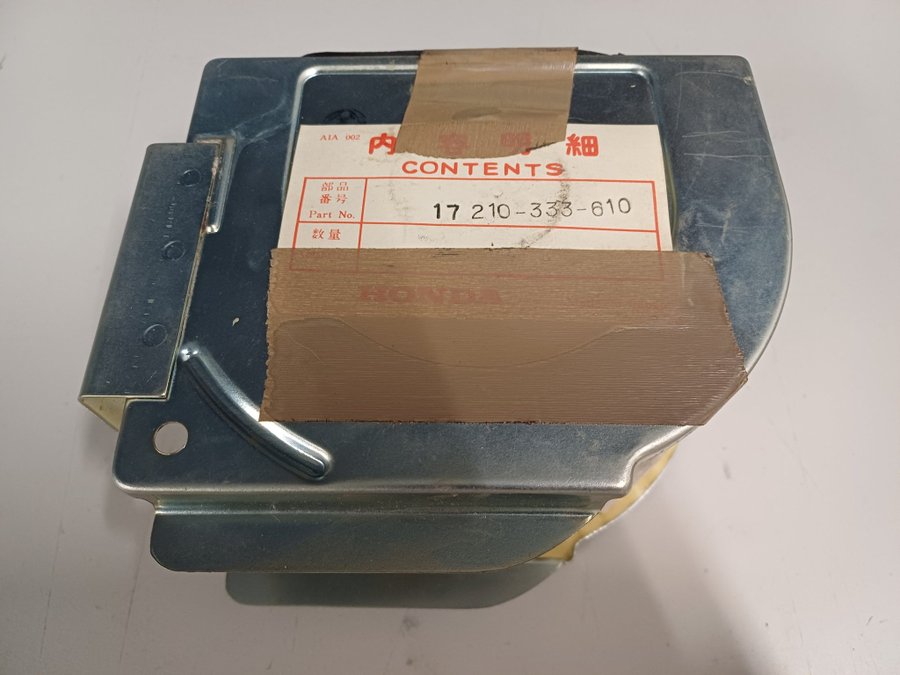 A1A 002
内容明細
CONTENTS
部品
番号
Part No. 17 210-333-610
数量
HONDA